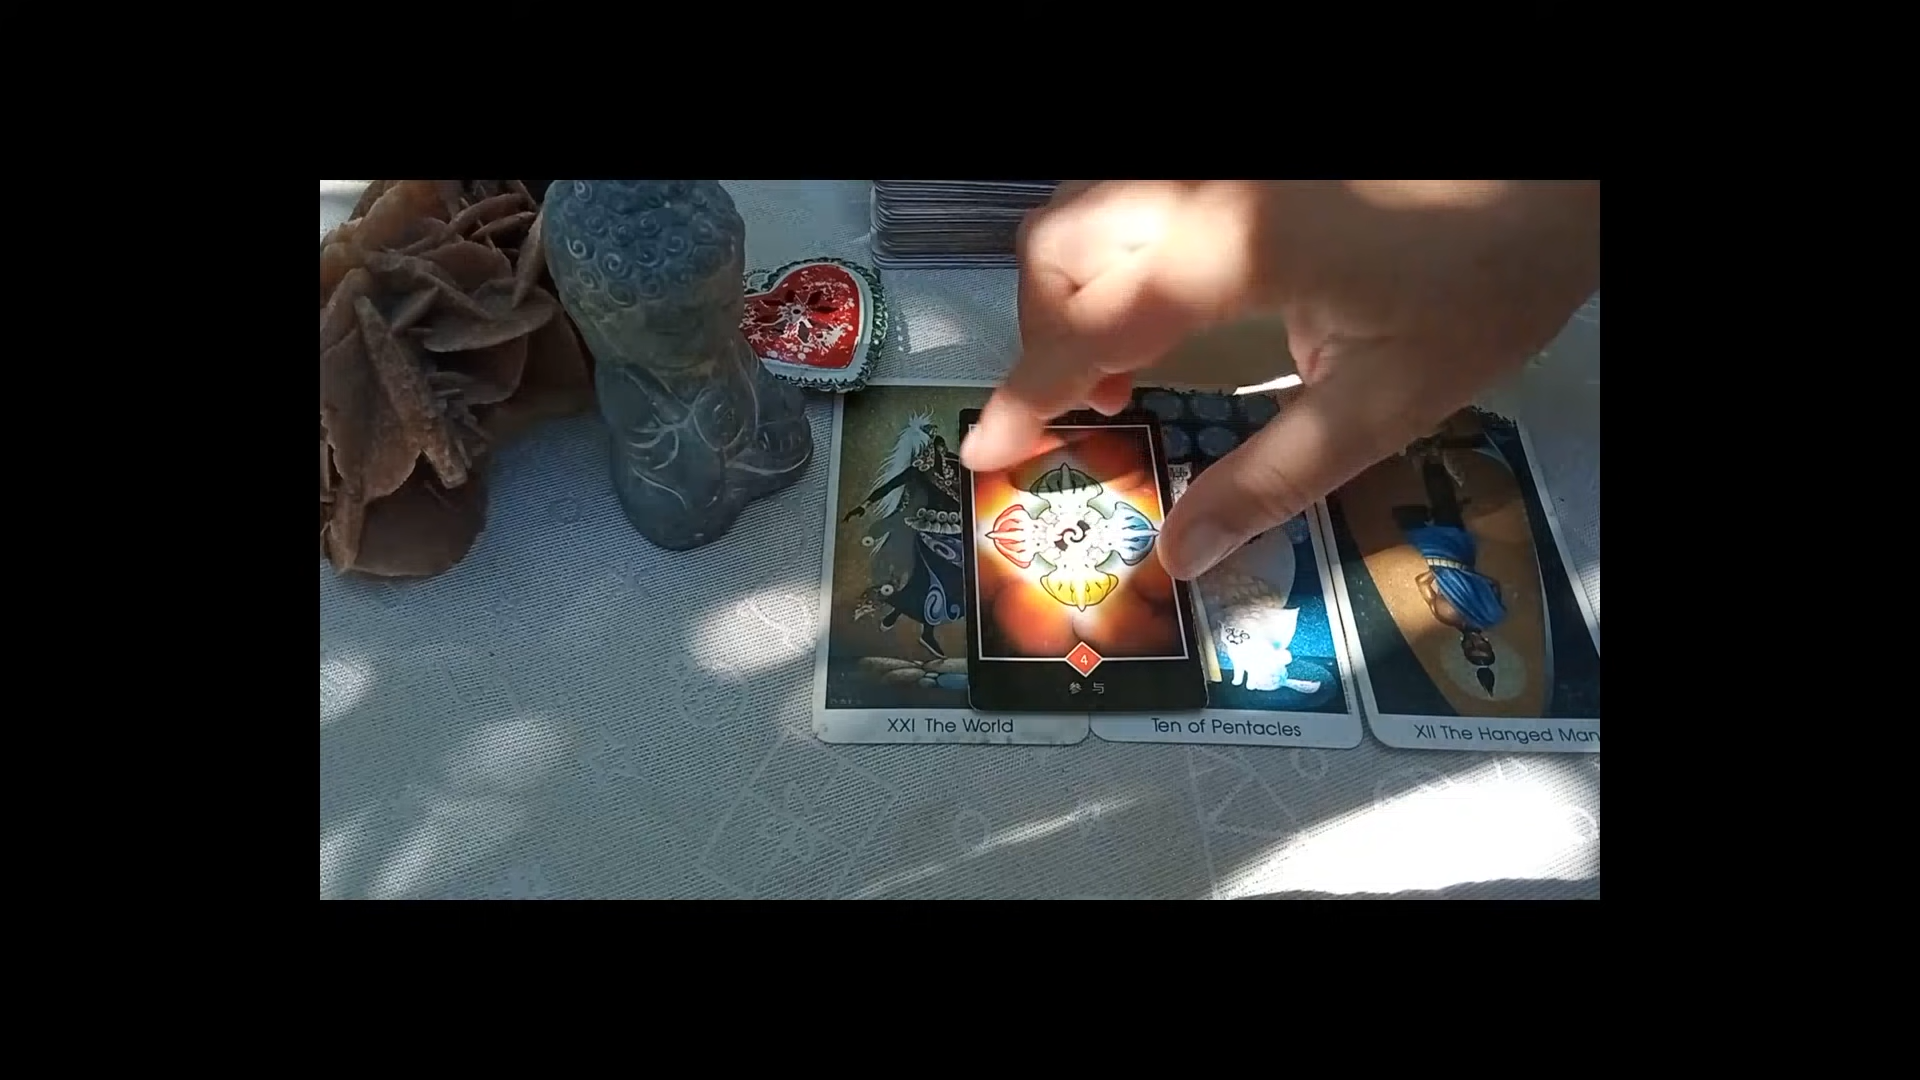 4
参与
XXI The World
Ten of Pentacles
XII The Hanged Man